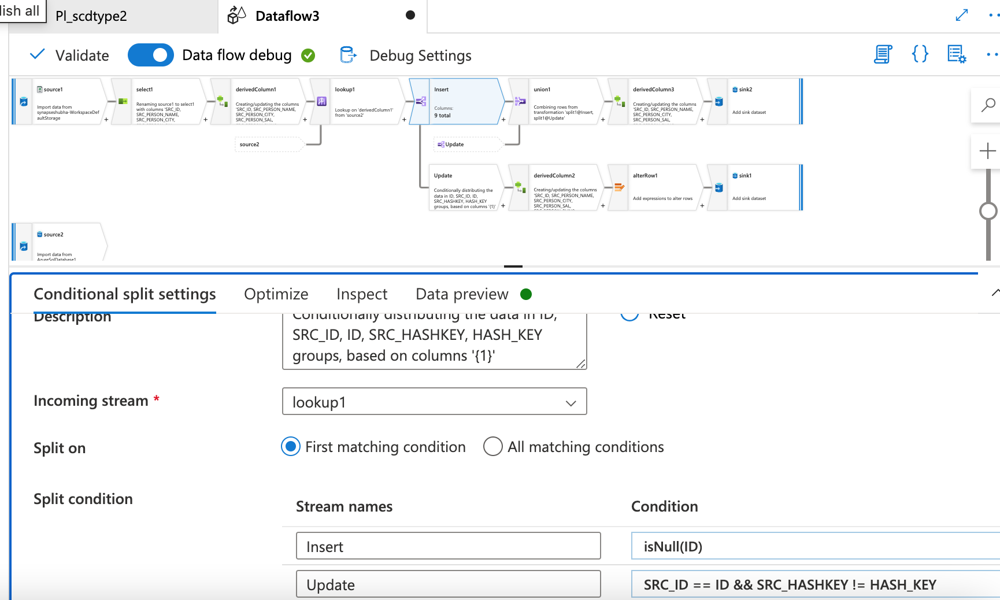 lish all
Pl_scdtype2
Dataflow3
Validate
Data flow debug
Debug Settings
source1
Import data from
synapseshubha-WorkspaceDef
aultStorage
+
select1
Renaming source1 to select1
with columns 'SRC_ID,
SRC_PERSON_NAME,
SRC_PERSON_CITY,
+
derivedColumn1
Creating/updating the columns
'SRC_ID, SRC_PERSON_NAME,
SRC_PERSON_CITY,
SRC_PERSON_SAL,
+
lookup1
Lookup on 'derivedColumn1'
from 'source2'
+
Insert
Columns:
9 total
+
union1
Combining rows from
transformation 'split1@Insert,
split1@Update'
+
derivedColumn3
Creating/updating the columns
'SRC_ID, SRC_PERSON_NAME,
SRC_PERSON_CITY,
SRC_PERSON_SAL,
+
sink2
Add sink dataset
source2
Update
Update
Conditionally distributing the
data in ID, SRC_ID, ID,
SRC_HASHKEY, HASH_KEY
groups, based on columns '{1}'
+
derivedColumn2
Creating/updating the columns
'SRC_ID, SRC_PERSON_NAME,
SRC_PERSON_CITY,
SRC_PERSON_SAL,
+
alterRow1
Add expressions to alter rows
+
sink1
Add sink dataset
source2
Import data from
AzureSqlDatabase1
Conditional split settings
Optimize
Inspect
Data preview
Description
Conditionally distributing the data in ID,
SRC_ID, ID, SRC_HASHKEY, HASH_KEY
groups, based on columns '{1}'
Reset
Incoming stream *
lookup1
Split on
First matching condition
All matching conditions
Split condition
Stream names
Condition
Insert
isNull(ID)
Update
SRC_ID == ID && SRC_HASHKEY != HASH_KEY